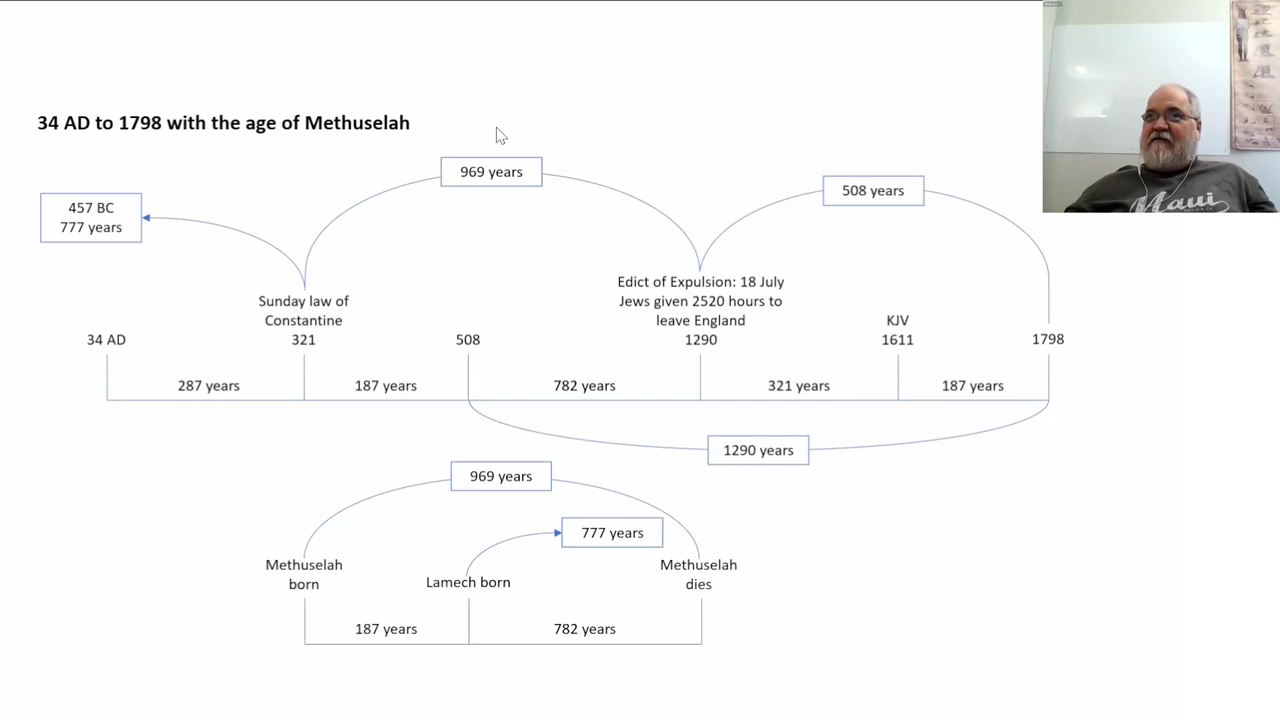 34 AD to 1798 with the age of Methuselah
969 years
508 years
457 BC
777 years
Sunday law of
Constantine
Edict of Expulsion: 18 July
Jews given 2520 hours to
leave England
KJV
34 AD
321
508
1290
1611
1798
287 years
187 years
782 years
321 years
187 years
1290 years
969 years
777 years
Methuselah
born
Lamech born
Methuselah
dies
187 years
782 years
Maui